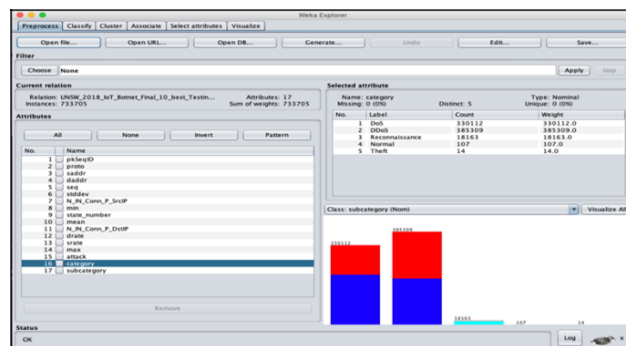 Weka Explorer
Preprocess Classify Cluster Associate Select attributes Visualize
Open file... Open URL... Open DB... Generate... Undo Edit... Save...
Filter
Choose None Apply Stop
Current relation
Relation: UNSW_2018_IoT_Botnet_Final_10_best_Testin... Attributes: 17
Instances: 733705 Sum of weights: 733705
Attributes
All None Invert Pattern
No. Name
1 pkSeqID
2 proto
3 saddr
4 daddr
5 seq
6 stddev
7 N_IN_Conn_P_SrcIP
8 min
9 state_number
10 mean
11 N_IN_Conn_P_DstIP
12 drate
13 srate
14 max
15 attack
16 category
17 subcategory
Remove
Selected attribute
Name: category Type: Nominal
Missing: 0 (0%) Distinct: 5 Unique: 0 (0%)
No. Label Count Weight
1 DoS 330112 330112.0
2 DDoS 385309 385309.0
3 Reconnaissance 18163 18163.0
4 Normal 107 107.0
5 Theft 14 14.0
Class: subcategory (Nom) Visualize All
330112 385309 18163 107 14
Status
OK Log x